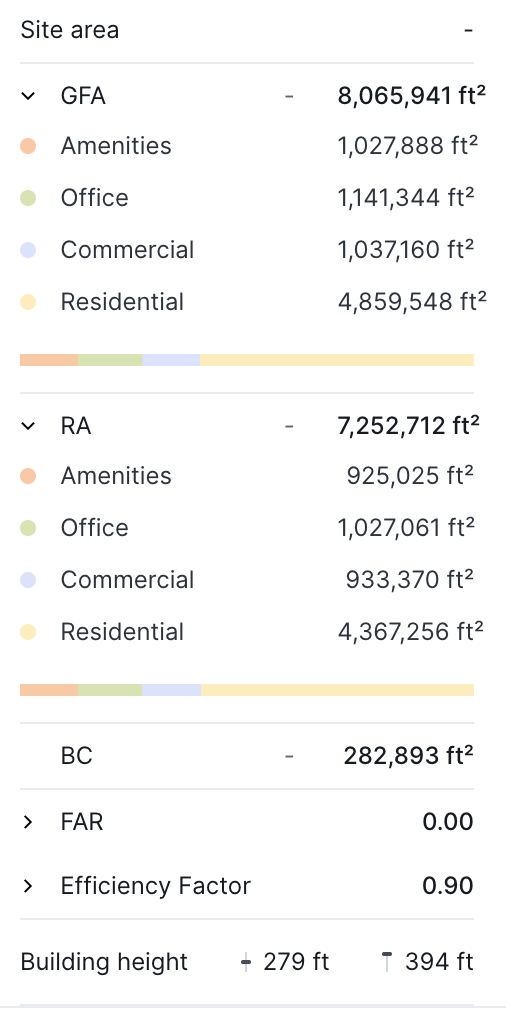 Site area -
GFA - 8,065,941 ft²
Amenities 1,027,888 ft²
Office 1,141,344 ft²
Commercial 1,037,160 ft²
Residential 4,859,548 ft²
RA - 7,252,712 ft²
Amenities 925,025 ft²
Office 1,027,061 ft²
Commercial 933,370 ft²
Residential 4,367,256 ft²
BC - 282,893 ft²
FAR 0.00
Efficiency Factor 0.90
Building height 279 ft 394 ft